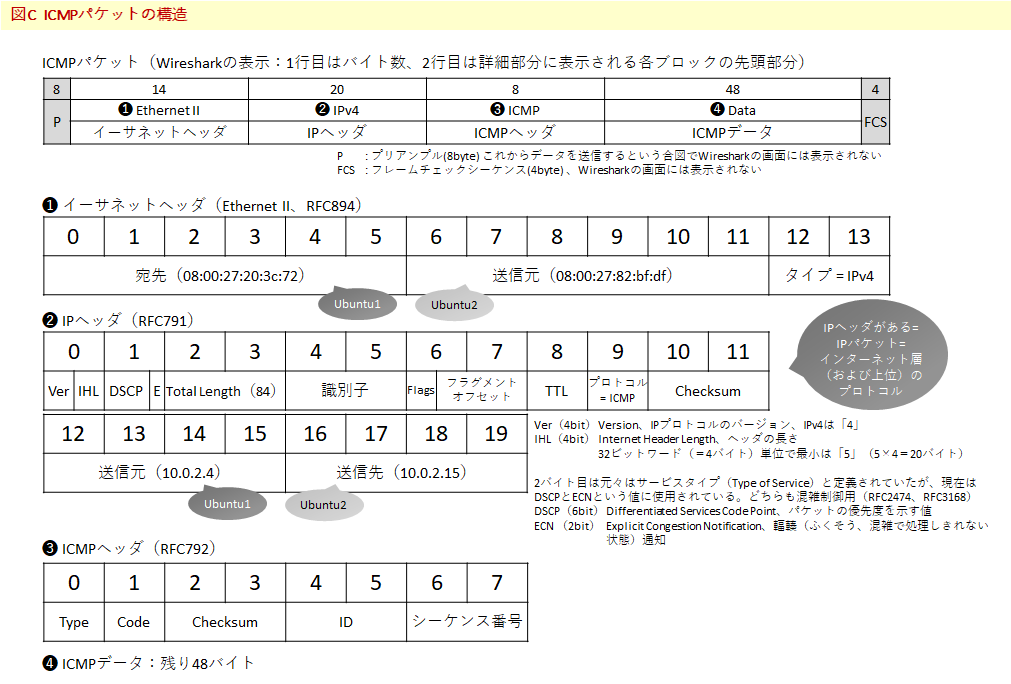 図C ICMPパケットの構造
ICMPパケット（Wiresharkの表示：1行目はバイト数、2行目は詳細部分に表示される各ブロックの先頭部分）
8 14 20 8 48 4
P ❶ Ethernet II ❷ IPv4 ❸ ICMP ❹ Data FCS
イーサネットヘッダ IPヘッダ ICMPヘッダ ICMPデータ
P ：プリアンプル(8byte) これからデータを送信するという合図でWiresharkの画面には表示されない
FCS ：フレームチェックシーケンス(4byte) 、Wiresharkの画面には表示されない
❶ イーサネットヘッダ（Ethernet II、RFC894）
0 1 2 3 4 5 6 7 8 9 10 11 12 13
宛先（08:00:27:20:3c:72） 送信元（08:00:27:82:bf:df） タイプ = IPv4
Ubuntu1 Ubuntu2
❷ IPヘッダ（RFC791）
0 1 2 3 4 5 6 7 8 9 10 11
Ver IHL DSCP E Total Length（84） 識別子 Flags フラグメント
オフセット TTL プロトコル
= ICMP Checksum
IPヘッダがある=
IPパケット=
インターネット層
（および上位）の
プロトコル
12 13 14 15 16 17 18 19
送信元（10.0.2.4） 送信先（10.0.2.15）
Ubuntu1 Ubuntu2
Ver（4bit）Version、IPプロトコルのバージョン、IPv4は「4」
IHL（4bit）Internet Header Length、ヘッダの長さ
32ビットワード（＝4バイト）単位で最小は「5」（5×4＝20バイト）
2バイト目は元々はサービスタイプ（Type of Service）と定義されていたが、現在は
DSCPとECNという値に使用されている。どちらも混雑制御用（RFC2474、RFC3168）
DSCP（6bit）Differentiated Services Code Point、パケットの優先度を示す値
ECN （2bit） Explicit Congestion Notification、輻輳（ふくそう、混雑で処理しきれない
状態）通知
❸ ICMPヘッダ（RFC792）
0 1 2 3 4 5 6 7
Type Code Checksum ID シーケンス番号
❹ ICMPデータ：残り48バイト